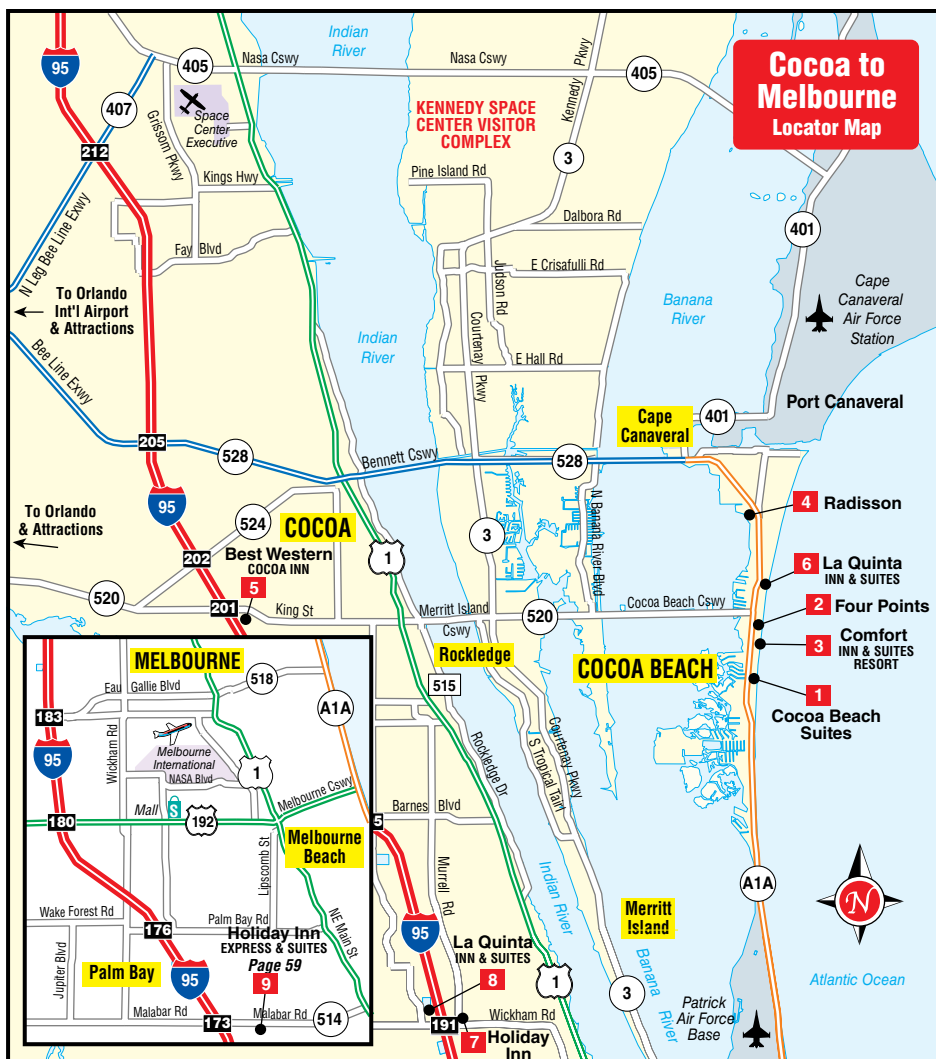 Cocoa to
Melbourne
Locator Map
Indian
River
95
405
Nasa Cswy
Nasa Cswy
405
407
Space
Center
Executive
KENNEDY SPACE
CENTER VISITOR
COMPLEX
Kennedy Pkwy
3
212
Grissom Pkwy
Kings Hwy
Pine Island Rd
Dalbora Rd
401
N Leg Bee Line Exwy
Fay Blvd
Judson Rd
E Crisafulli Rd
To Orlando
Int'l Airport
& Attractions
Indian
River
Courtenay Pkwy
Banana
River
Cape
Canaveral
Air Force
Station
Bee Line Exwy
E Hall Rd
Cape
Canaveral
401
Port Canaveral
205
528
Bennett Cswy
528
95
To Orlando
& Attractions
524
COCOA
1
3
N Banana River Blvd
4
Radisson
202
Best Western
COCOA INN
5
6
La Quinta
INN & SUITES
520
201
King St
Merritt Island
Cswy
520
Cocoa Beach Cswy
2
Four Points
Rockledge
COCOA BEACH
3
Comfort
INN & SUITES
RESORT
515
1
Cocoa Beach
Suites
Rockledge Dr
S Tropical Tairl
Courtenay Pkwy
Barnes Blvd
5
Murrell Rd
A1A
N
95
Indian River
Merritt
Island
La Quinta
INN & SUITES
8
1
3
Banana
River
Atlantic Ocean
Patrick
Air Force
Base
191
Wickham Rd
7
Holiday
Inn
MELBOURNE
518
Eau Gallie Blvd
A1A
183
Wickham Rd
95
Melbourne
International
NASA Blvd
1
Mall
S
192
Melbourne Cswy
180
Lipscomb St
Melbourne
Beach
Wake Forest Rd
176
Palm Bay Rd
NE Main St
Jupiter Blvd
Palm Bay
Holiday Inn
EXPRESS & SUITES
Page 59
95
9
Malabar Rd
173
Malabar Rd
514